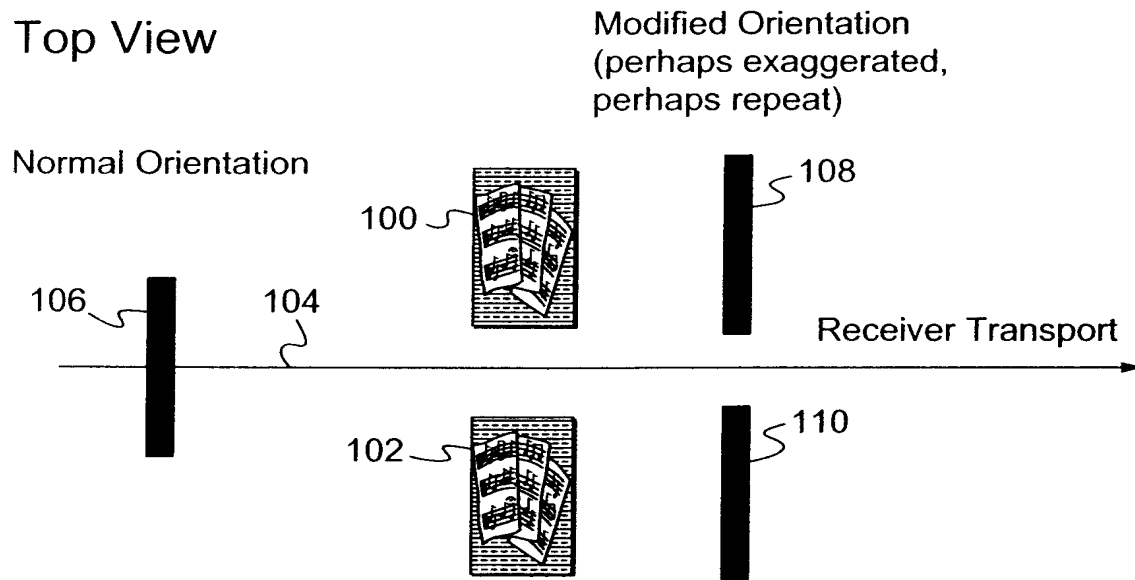 Top View
Modified Orientation
(perhaps exaggerated,
perhaps repeat)
Normal Orientation
108
100
106
104
Receiver Transport
102
110